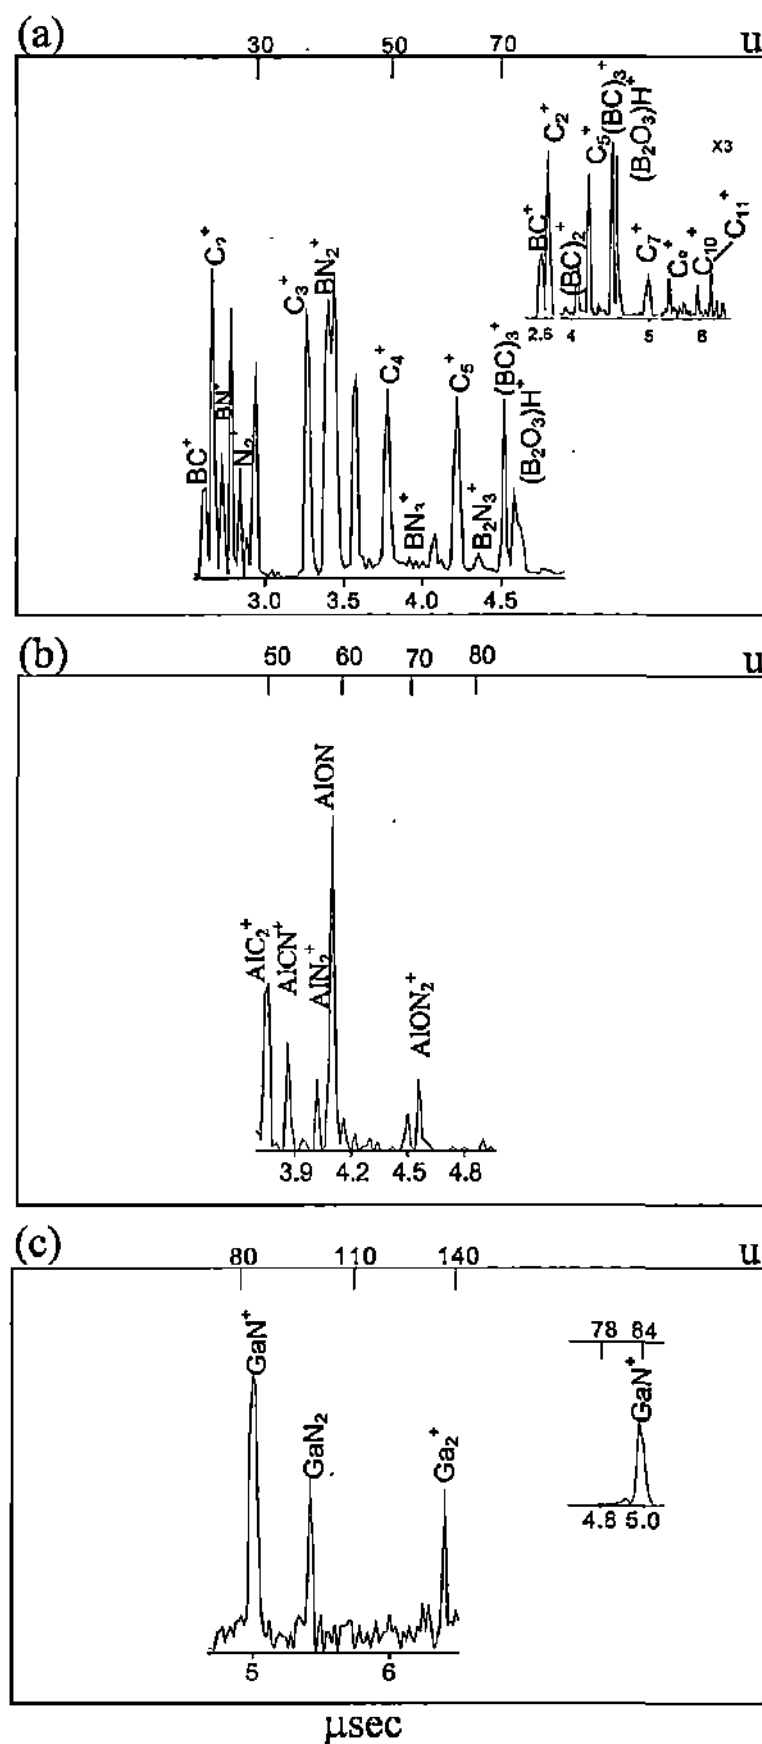 (a)
30 50 70 u
BC⁺ C₂⁺ BN⁺ N₂⁺ C₃⁺ BN₂⁺ C₄⁺ BN₃⁺ C₅⁺ B₂N₃⁺ (BC)₃⁺ (B₂O₃)H⁺
3.0 3.5 4.0 4.5
BC⁺ C₂⁺ (BC)₂⁺ C₅⁺ (BC)₃⁺ (B₂O₃)H⁺ C₇⁺ C₁₀⁺ C₁₁⁺
X3
2.6 4 5 6
(b)
50 60 70 80 u
AlC₂⁺ AlCN⁺ AlN₂⁺ AlON AlON₂⁺
3.9 4.2 4.5 4.8
(c)
80 110 140 u
GaN⁺ GaN₂ Ga₂⁺
5 6
78 84
GaN⁺
4.8 5.0
μsec